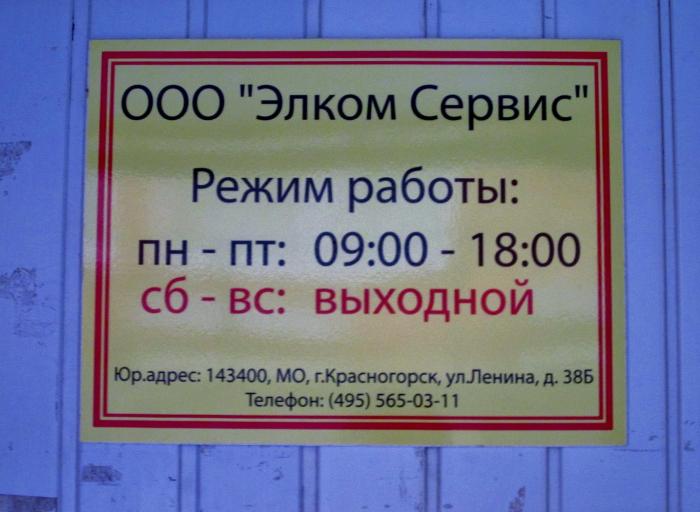 ООО "Элком Сервис"
Режим работы:
пн - пт: 09:00 - 18:00
сб - вс: выходной
Юр.адрес: 143400, МО, г.Красногорск, ул.Ленина, д. 38Б
Телефон: (495) 565-03-11